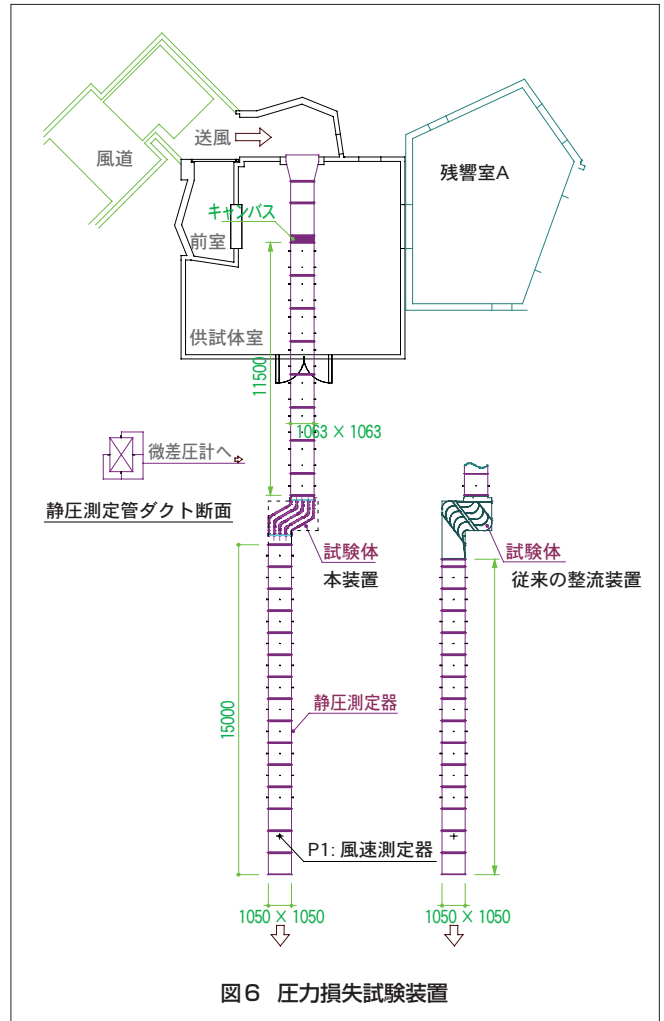 送風
風道
残響室A
キャンバス
前室
供試体室
11500
1063 × 1063
微差圧計へ
静圧測定管ダクト断面
試験体
本装置
試験体
従来の整流装置
静圧測定器
15000
P1: 風速測定器
1050 × 1050
1050 × 1050
図6 圧力損失試験装置